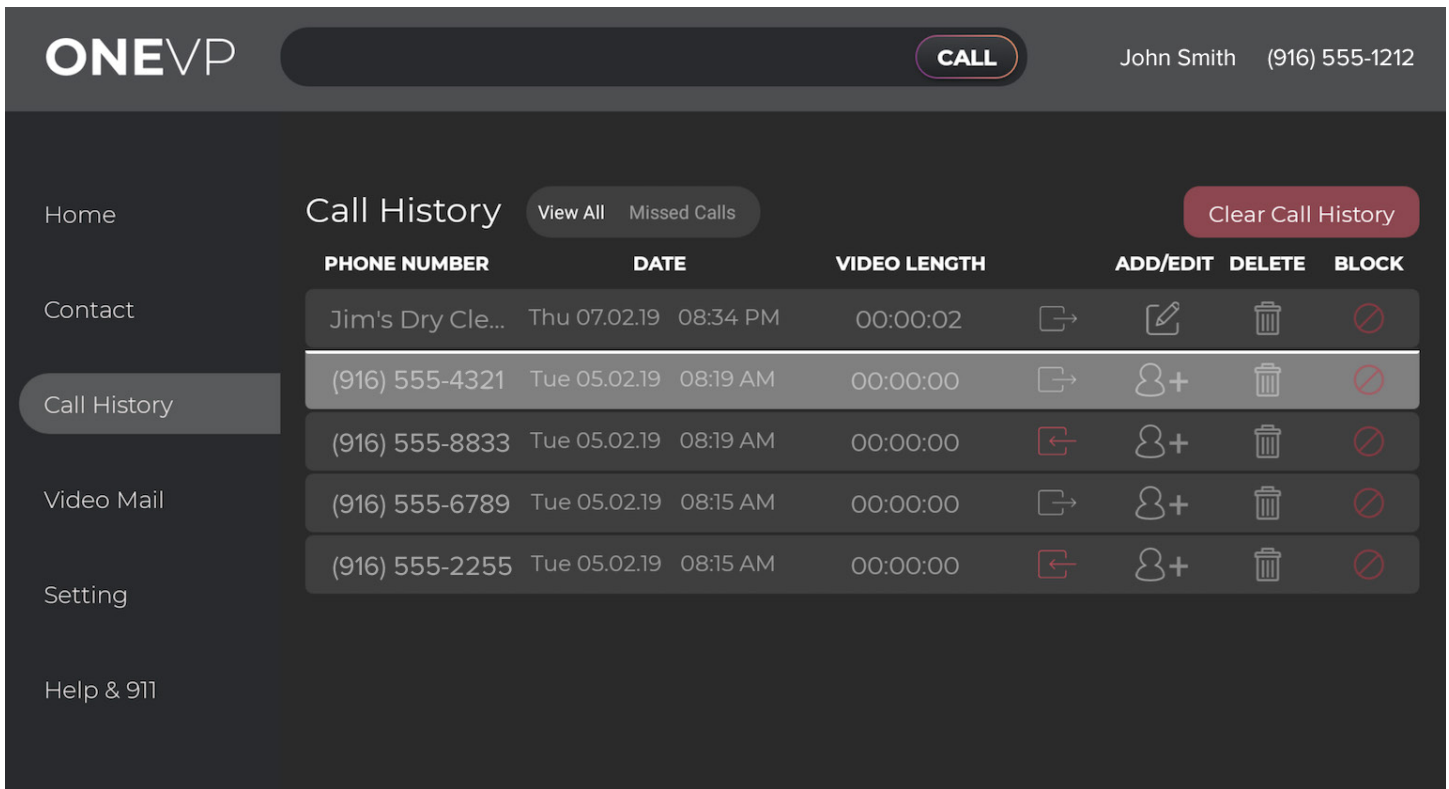 ONEVP CALL John Smith (916) 555-1212
Home
Contact
Call History
Video Mail
Setting
Help & 911
Call History View All Missed Calls Clear Call History
PHONE NUMBER DATE VIDEO LENGTH ADD/EDIT DELETE BLOCK
Jim's Dry Cle... Thu 07.02.19 08:34 PM 00:00:02
(916) 555-4321 Tue 05.02.19 08:19 AM 00:00:00
(916) 555-8833 Tue 05.02.19 08:19 AM 00:00:00
(916) 555-6789 Tue 05.02.19 08:15 AM 00:00:00
(916) 555-2255 Tue 05.02.19 08:15 AM 00:00:00